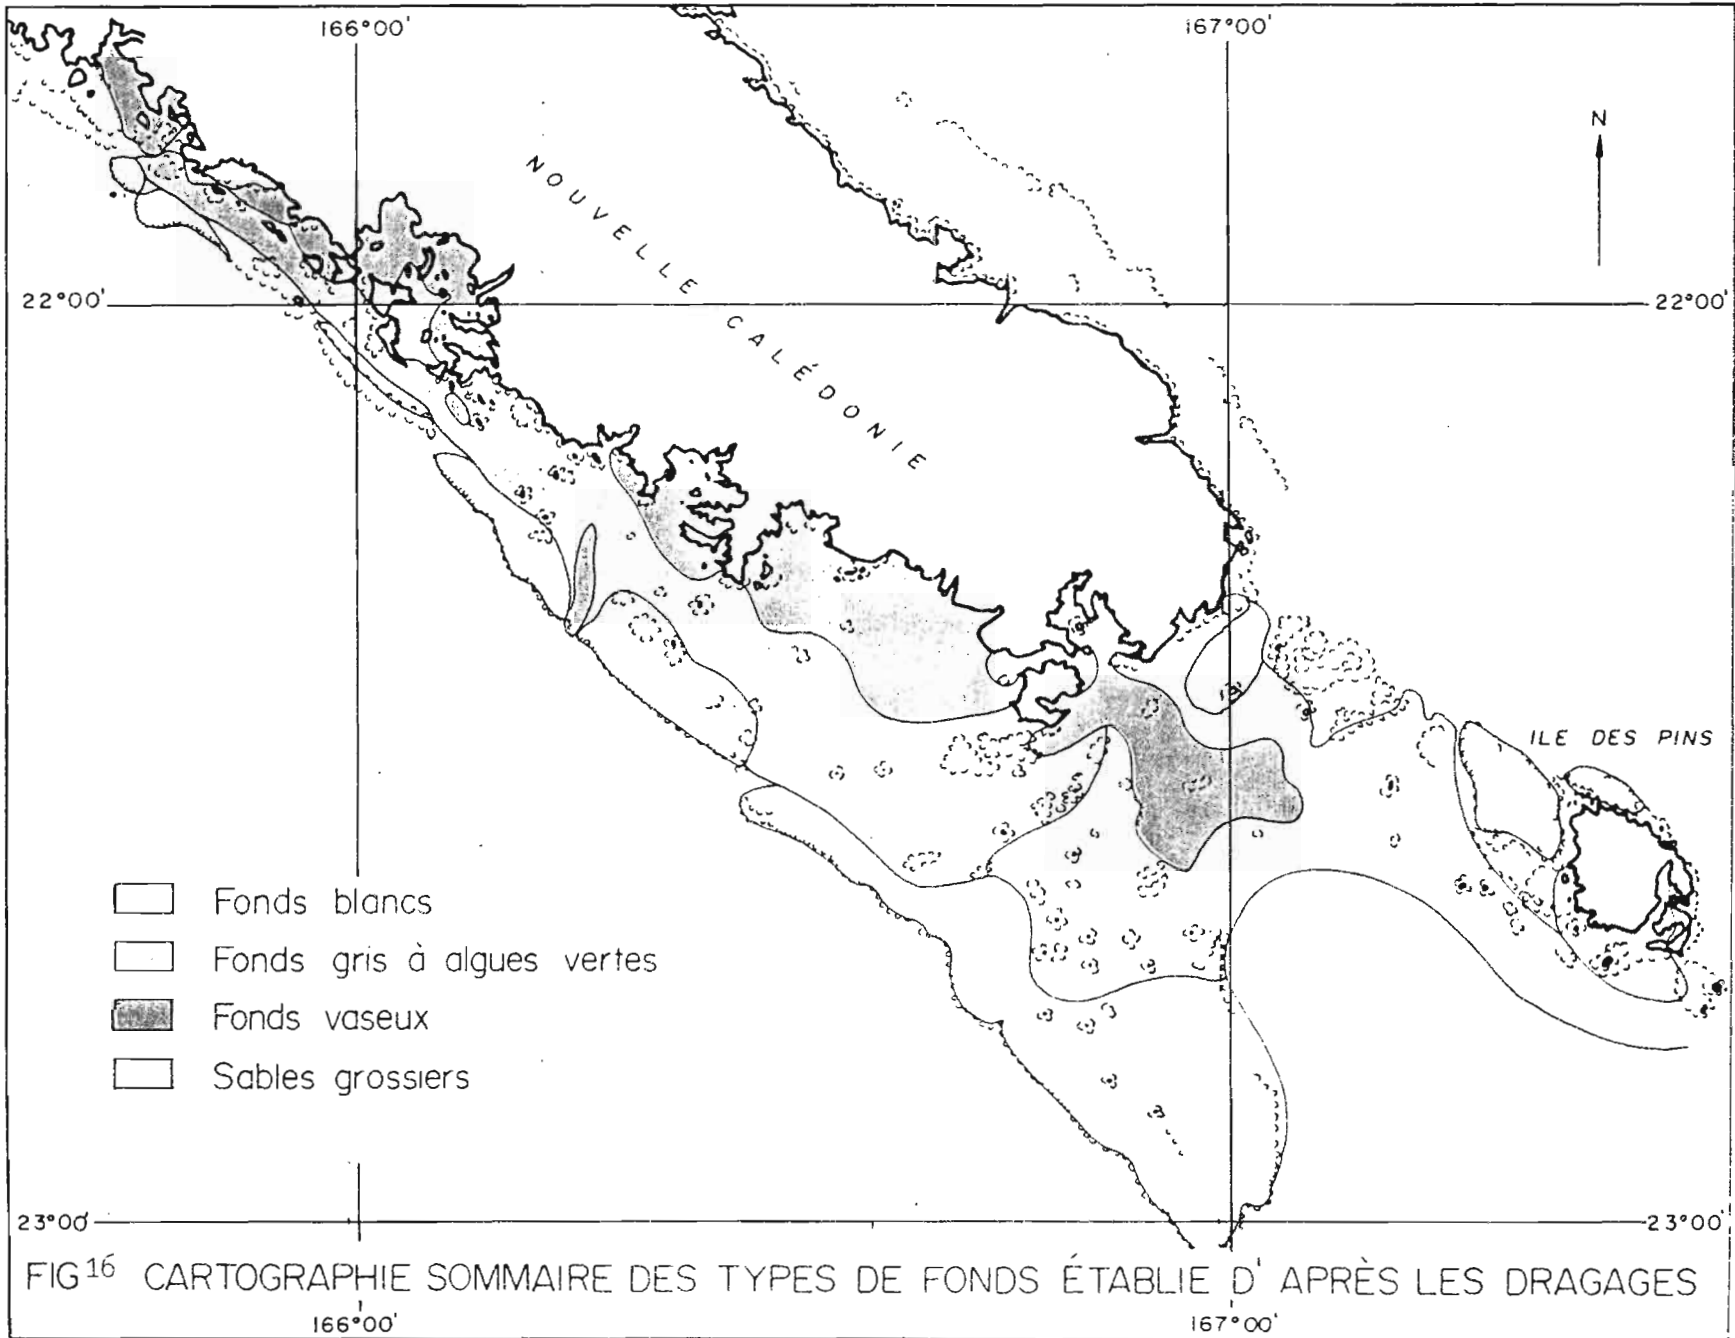 166°00' 167°00'
N
NOUVELLE CALÉDONIE
22°00' 22°00'
ILE DES PINS
Fonds blancs
Fonds gris à algues vertes
Fonds vaseux
Sables grossiers
23°00' 23°00'
FIG 16 CARTOGRAPHIE SOMMAIRE DES TYPES DE FONDS ÉTABLIE D' APRÈS LES DRAGAGES
166°00' 167°00'